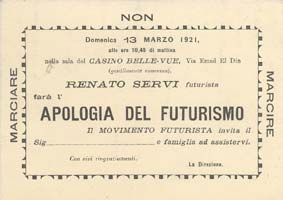 NON
MARCIARE
MARCIRE
Domenica 13 MARZO 1921,
alle ore 10,45 di mattina
nella sala del CASINO BELLE-VUE, Via Emad El Din
(gentilmente concessa),
RENATO SERVI futurista
farà l'
APOLOGIA DEL FUTURISMO
Il MOVIMENTO FUTURISTA invita il
Sig. e famiglia ad assistervi.
Con vivi ringraziamenti.
La Direzione.